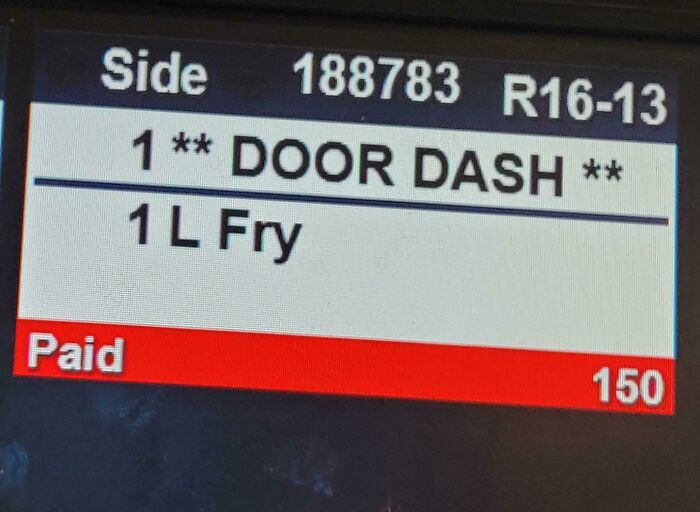 Side 188783 R16-13
1 ** DOOR DASH **
1 L Fry
Paid 150